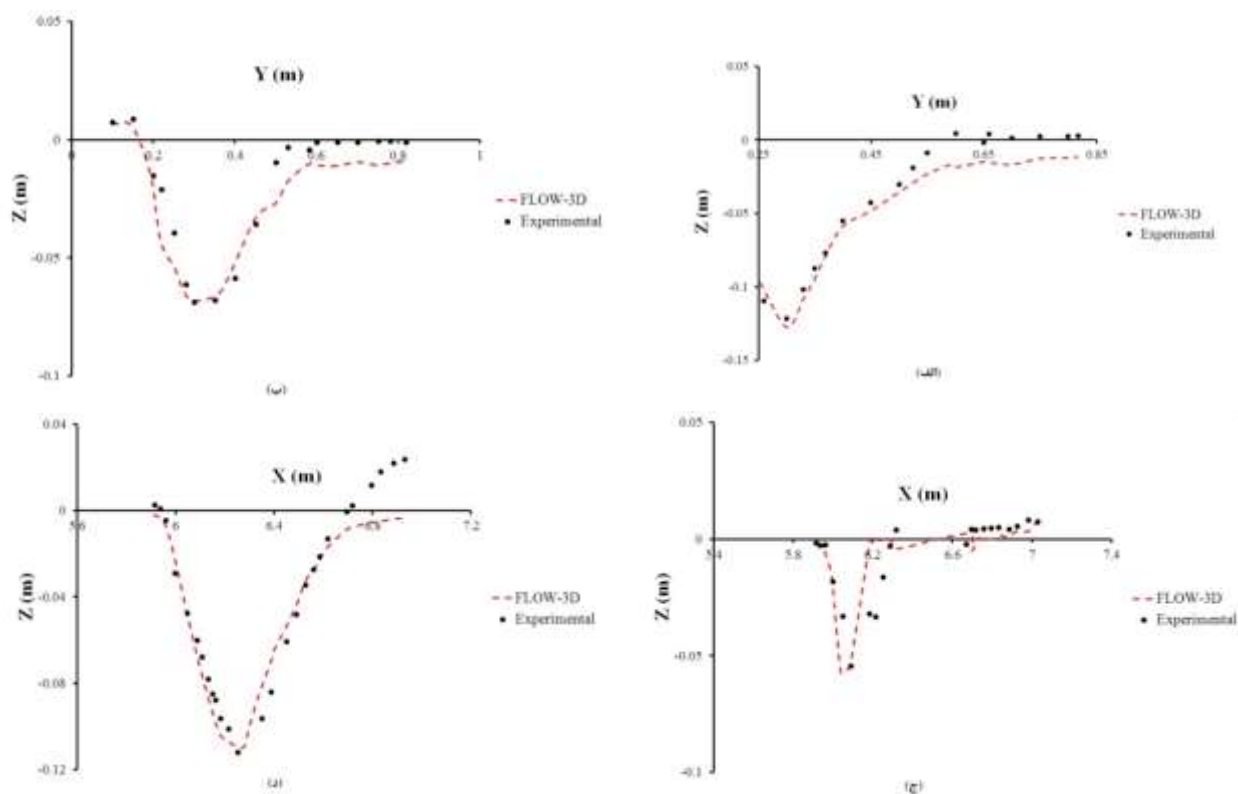 0.05
Y (m)
0
0 0.2 0.4 0.6 0.8 1
Z (m)
-0.05
-0.1
FLOW-3D
Experimental
(ب)
0.05
Y (m)
0
0.25 0.45 0.65 0.85
Z (m)
-0.05
-0.1
-0.15
FLOW-3D
Experimental
(الف)
0.04
X (m)
0
5.6 6 6.4 6.8 7.2
Z (m)
-0.04
-0.08
-0.12
FLOW-3D
Experimental
(د)
0.05
X (m)
0
5.4 5.8 6.2 6.6 7 7.4
Z (m)
-0.05
-0.1
FLOW-3D
Experimental
(ج)